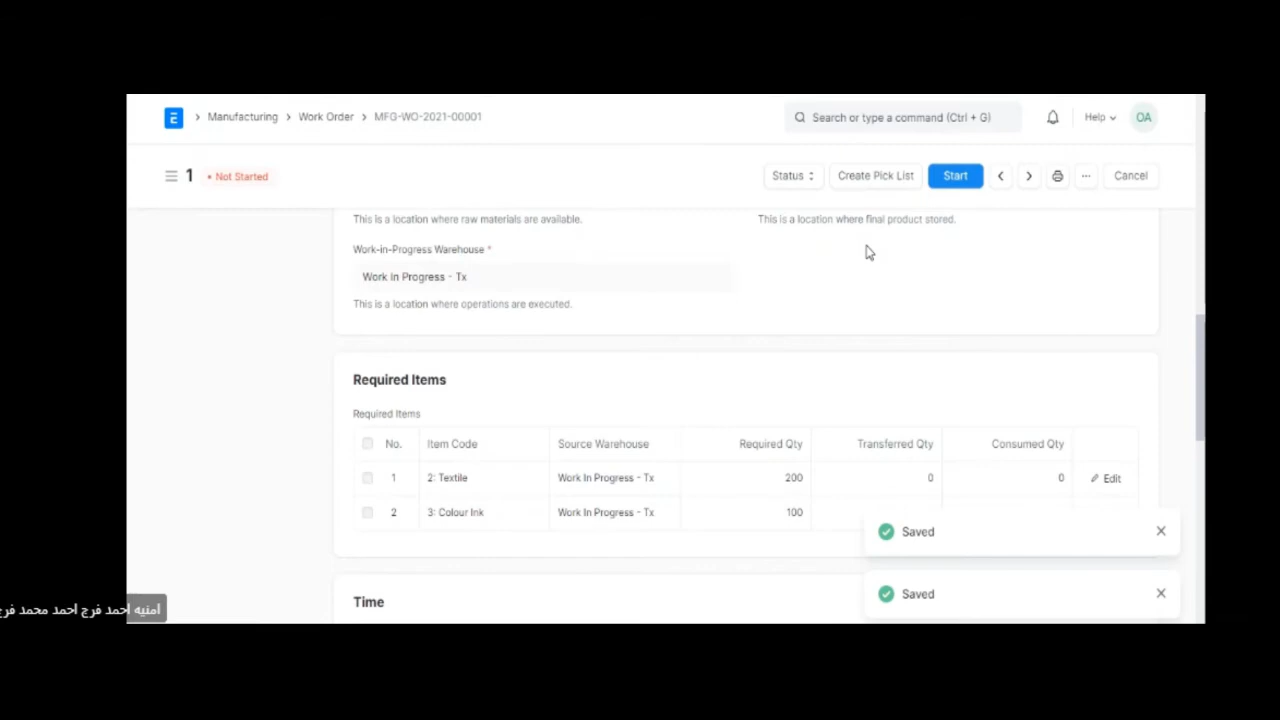 E > Manufacturing > Work Order > MFG-WO-2021-00001
Search or type a command (Ctrl + G)
Help
OA
1
• Not Started
Status
Create Pick List
Start
...
Cancel
This is a location where raw materials are available.
This is a location where final product stored.
Work-in-Progress Warehouse *
Work In Progress - Tx
This is a location where operations are executed.
Required Items
Required Items
No. Item Code Source Warehouse Required Qty Transferred Qty Consumed Qty
1 2: Textile Work In Progress - Tx 200 0 0 Edit
2 3: Colour Ink Work In Progress - Tx 100
Saved
Saved
Time
امنيه احمد فرج احمد محمد فرج